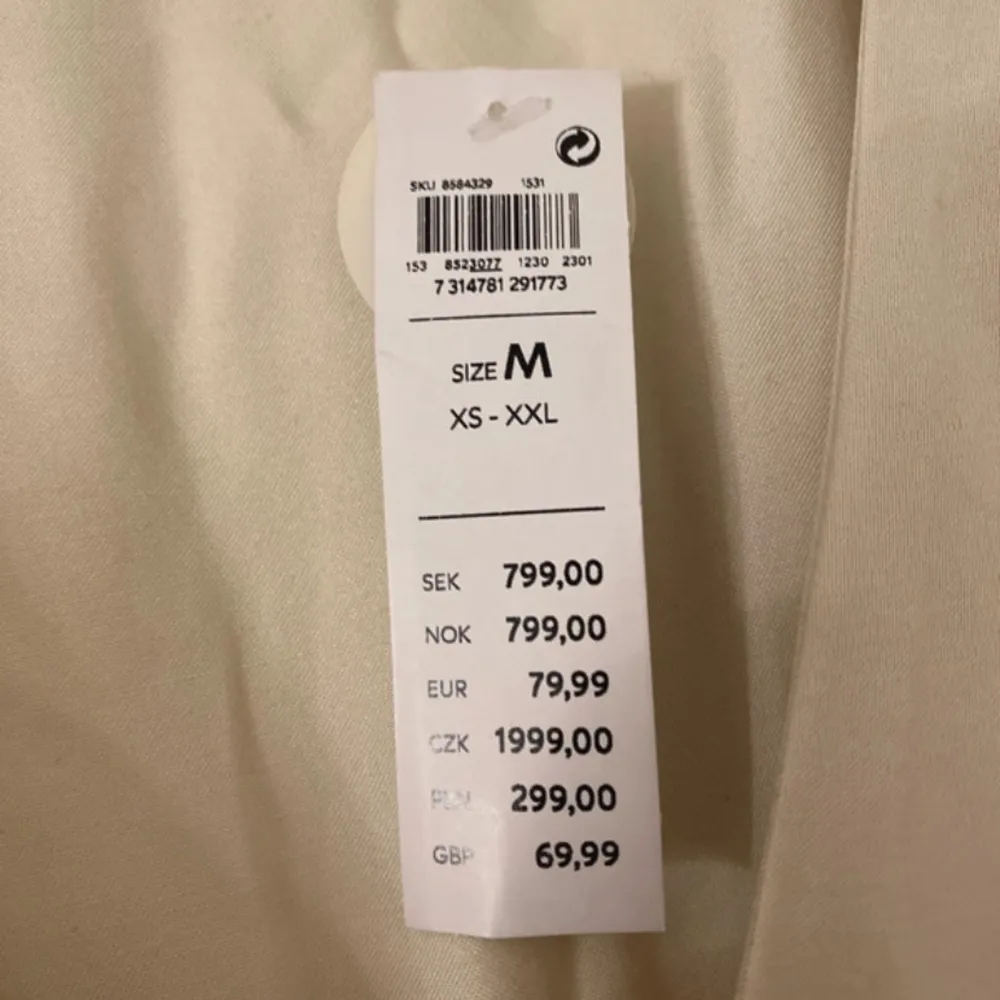 SKU 8584329 1531
153 8523077 1230 2301
7 314781 291773
SIZE M
XS - XXL
SEK 799,00
NOK 799,00
EUR 79,99
CZK 1999,00
PLN 299,00
GBP 69,99